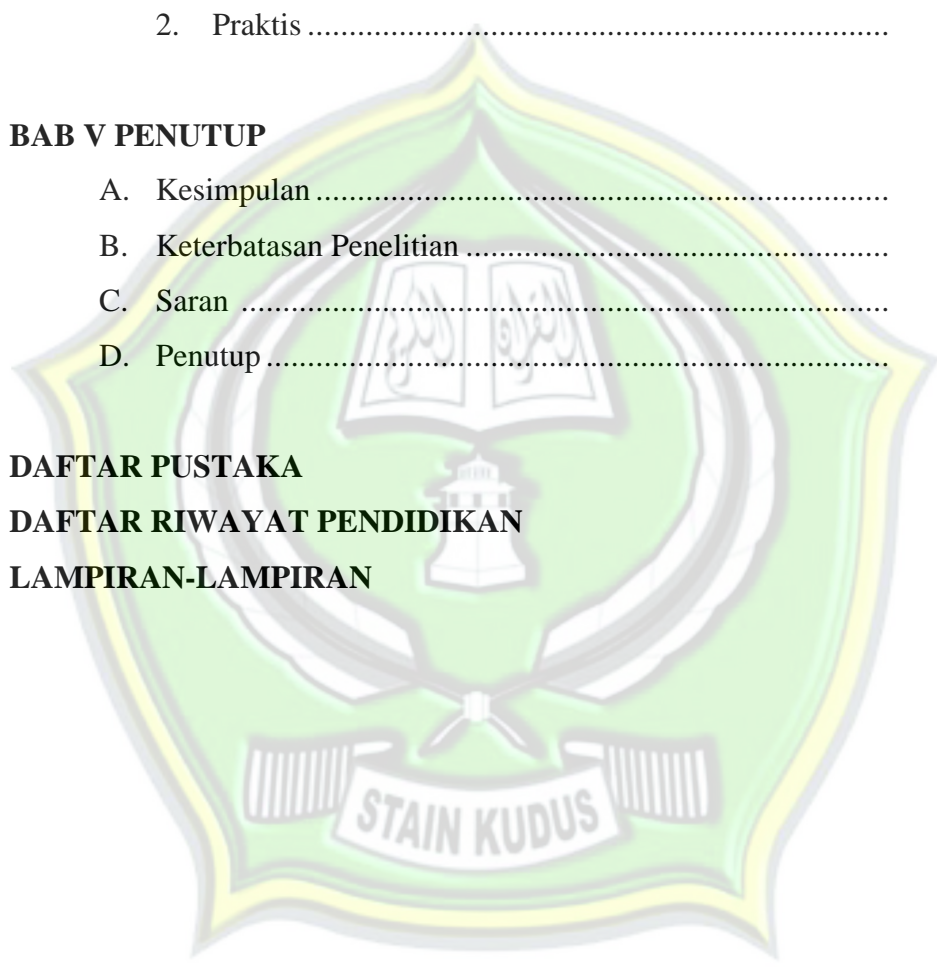 2. Praktis ......................................................................
BAB V PENUTUP
A. Kesimpulan .....................................................................
B. Keterbatasan Penelitian ...................................................
C. Saran ..............................................................................
D. Penutup ...........................................................................
DAFTAR PUSTAKA
DAFTAR RIWAYAT PENDIDIKAN
LAMPIRAN-LAMPIRAN
STAIN KUDUS